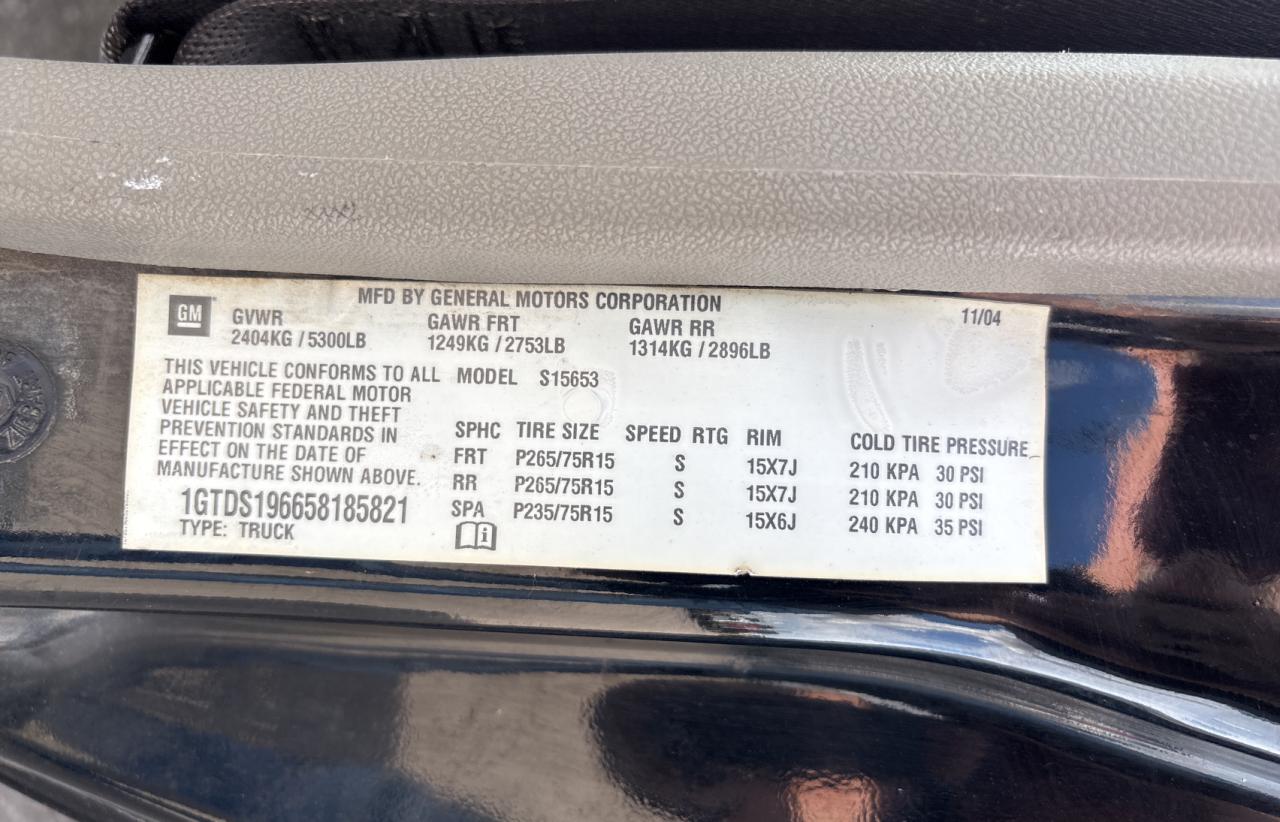 GM
MFD BY GENERAL MOTORS CORPORATION
11/04
GVWR GAWR FRT GAWR RR
2404KG / 5300LB 1249KG / 2753LB 1314KG / 2896LB
THIS VEHICLE CONFORMS TO ALL
APPLICABLE FEDERAL MOTOR
VEHICLE SAFETY AND THEFT
PREVENTION STANDARDS IN
EFFECT ON THE DATE OF
MANUFACTURE SHOWN ABOVE.
1GTDS196658185821
TYPE: TRUCK
MODEL S15653
SPHC TIRE SIZE SPEED RTG RIM COLD TIRE PRESSURE
FRT P265/75R15 S 15X7J 210 KPA 30 PSI
RR P265/75R15 S 15X7J 210 KPA 30 PSI
SPA P235/75R15 S 15X6J 240 KPA 35 PSI